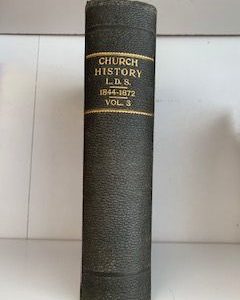 CHURCH
HISTORY
L.D.S.
1844-1872
VOL. 3